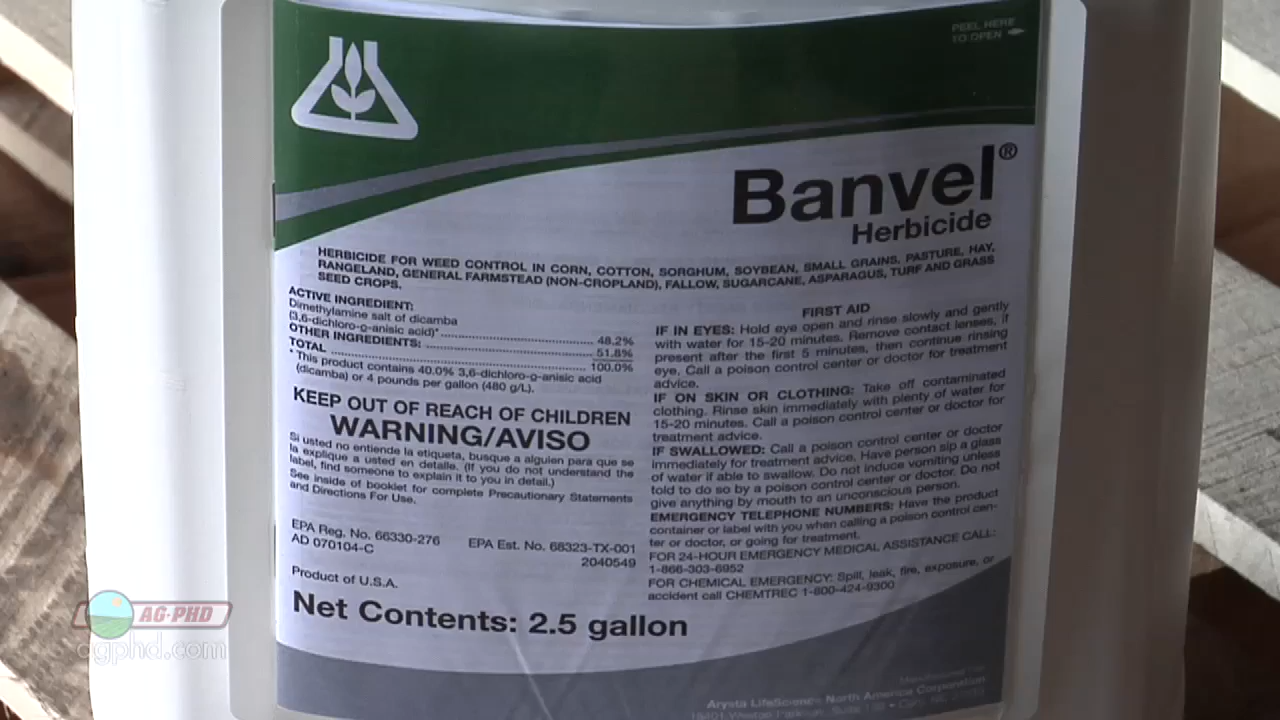 PEEL HERE
TO OPEN
Banvel®
Herbicide
HERBICIDE FOR WEED CONTROL IN CORN, COTTON, SORGHUM, SOYBEAN, SMALL GRAINS, PASTURE, HAY,
RANGELAND, GENERAL FARMSTEAD (NON-CROPLAND), FALLOW, SUGARCANE, ASPARAGUS, TURF AND GRASS
SEED CROPS.
ACTIVE INGREDIENT:
Dimethylamine salt of dicamba
(3,6-dichloro-o-anisic acid)* 48.2%
OTHER INGREDIENTS: 51.8%
TOTAL 100.0%
* This product contains 40.0% 3,6-dichloro-o-anisic acid
(dicamba) or 4 pounds per gallon (480 g/L).
KEEP OUT OF REACH OF CHILDREN
WARNING/AVISO
Si usted no entiende la etiqueta, busque a alguien para que se
la explique a usted en detalle. (If you do not understand the
label, find someone to explain it to you in detail.)
See inside of booklet for complete Precautionary Statements
and Directions For Use.
EPA Reg. No. 66330-276 EPA Est. No. 68323-TX-001
AD 070104-C 2040549
Product of U.S.A.
Net Contents: 2.5 gallon
FIRST AID
IF IN EYES: Hold eye open and rinse slowly and gently
with water for 15-20 minutes. Remove contact lenses, if
present after the first 5 minutes, then continue rinsing
eye. Call a poison control center or doctor for treatment
advice.
IF ON SKIN OR CLOTHING: Take off contaminated
clothing. Rinse skin immediately with plenty of water for
15-20 minutes. Call a poison control center or doctor for
treatment advice.
IF SWALLOWED: Call a poison control center or doctor
immediately for treatment advice. Have person sip a glass
of water if able to swallow. Do not induce vomiting unless
told to do so by a poison control center or doctor. Do not
give anything by mouth to an unconscious person.
EMERGENCY TELEPHONE NUMBERS: Have the product
container or label with you when calling a poison control cen-
ter or doctor, or going for treatment.
FOR 24-HOUR EMERGENCY MEDICAL ASSISTANCE CALL:
1-866-303-6952
FOR CHEMICAL EMERGENCY: Spill, leak, fire, exposure, or
accident call CHEMTREC 1-800-424-9300
Arysta LifeScience North America Corporation
AG-PHD
agphd.com